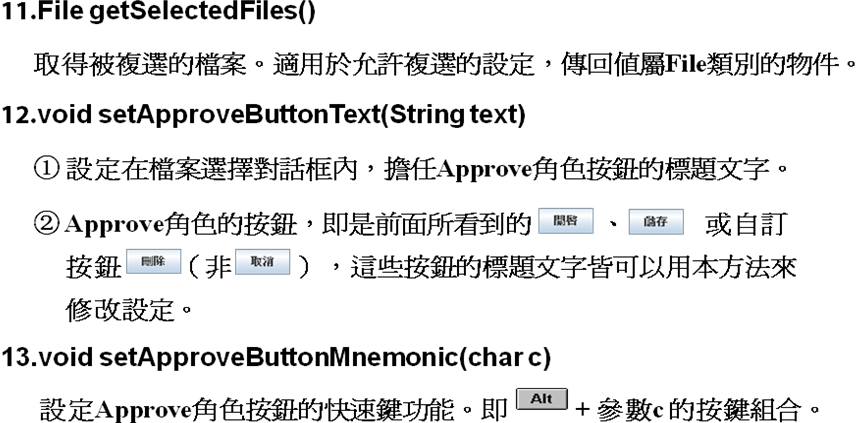 11.File getSelectedFiles()
取得被複選的檔案。適用於允許複選的設定，傳回值屬File類別的物件。
12.void setApproveButtonText(String text)
① 設定在檔案選擇對話框內，擔任Approve角色按鈕的標題文字。
② Approve角色的按鈕，即是前面所看到的 開啓 、 儲存 或自訂
按鈕 刪除 （非 取消 ），這些按鈕的標題文字皆可以用本方法來
修改設定。
13.void setApproveButtonMnemonic(char c)
設定Approve角色按鈕的快速鍵功能。即 Alt + 參數c 的按鍵組合。